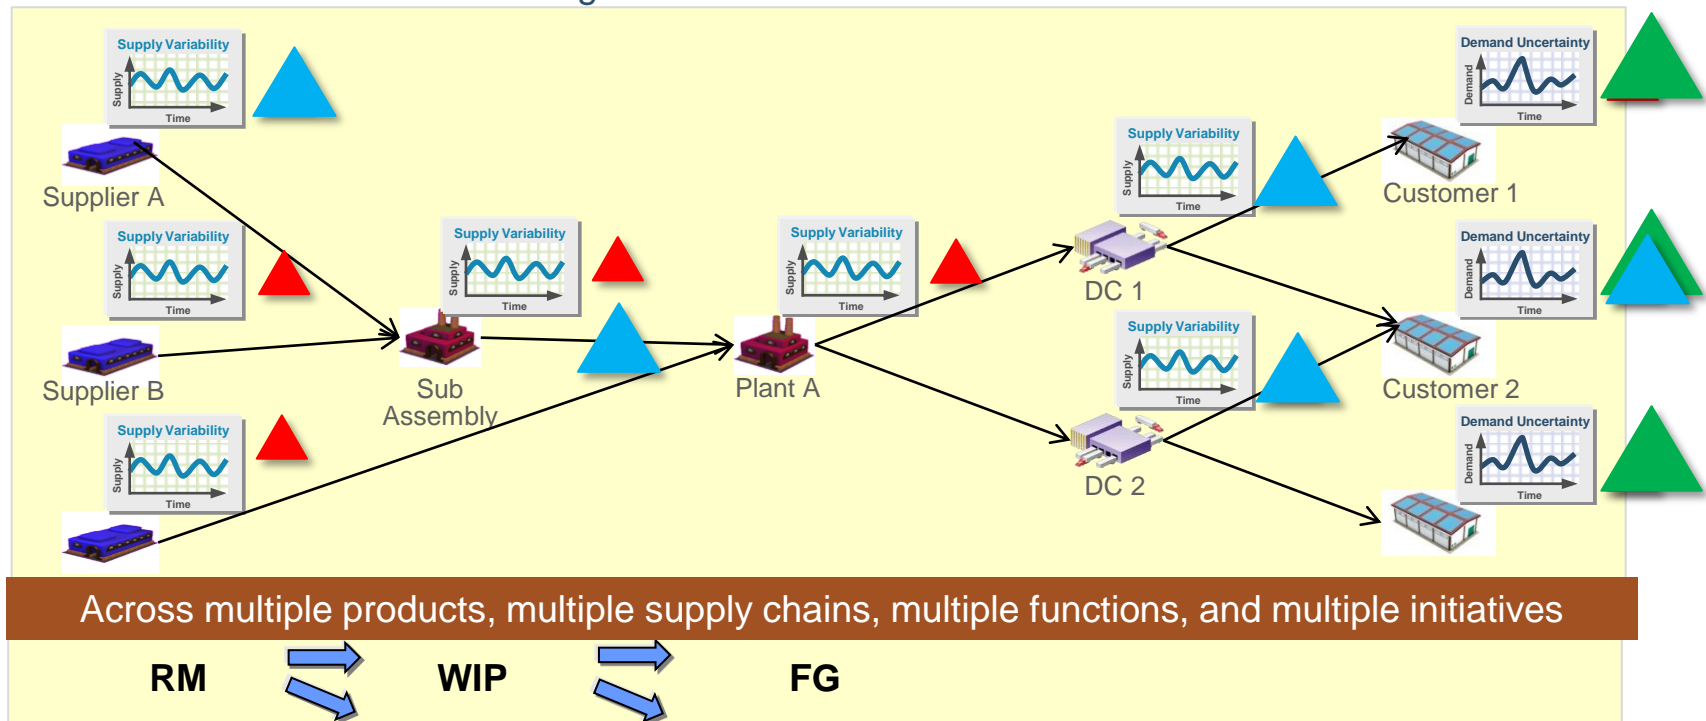 g
Supply Variability
Supply
Time
Supplier A
Supply Variability
Supply
Time
Supplier B
Supply Variability
Supply
Time
Supply Variability
Supply
Time
Sub
Assembly
Supply Variability
Supply
Time
Plant A
Supply Variability
Supply
Time
DC 1
Supply Variability
Supply
Time
DC 2
Demand Uncertainty
Demand
Time
Customer 1
Demand Uncertainty
Demand
Time
Customer 2
Demand Uncertainty
Demand
Time
Across multiple products, multiple supply chains, multiple functions, and multiple initiatives
RM
WIP
FG